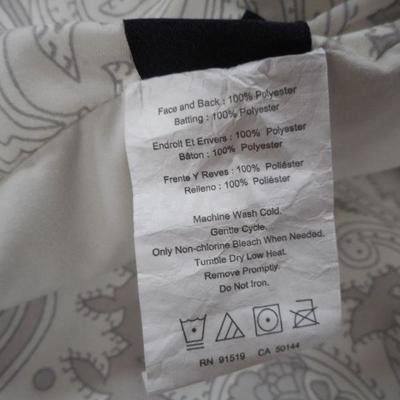 Face and Back : 100% Polyester
Batting : 100% Polyester
Endroit Et Envers : 100% Polyester
Bâton : 100% Polyester
Frente Y Reves : 100% Poliéster
Relleno : 100% Poliéster
Machine Wash Cold.
Gentle Cycle.
Only Non-chlorine Bleach When Needed.
Tumble Dry Low Heat.
Remove Promptly.
Do Not Iron.
RN 91519 CA 50144